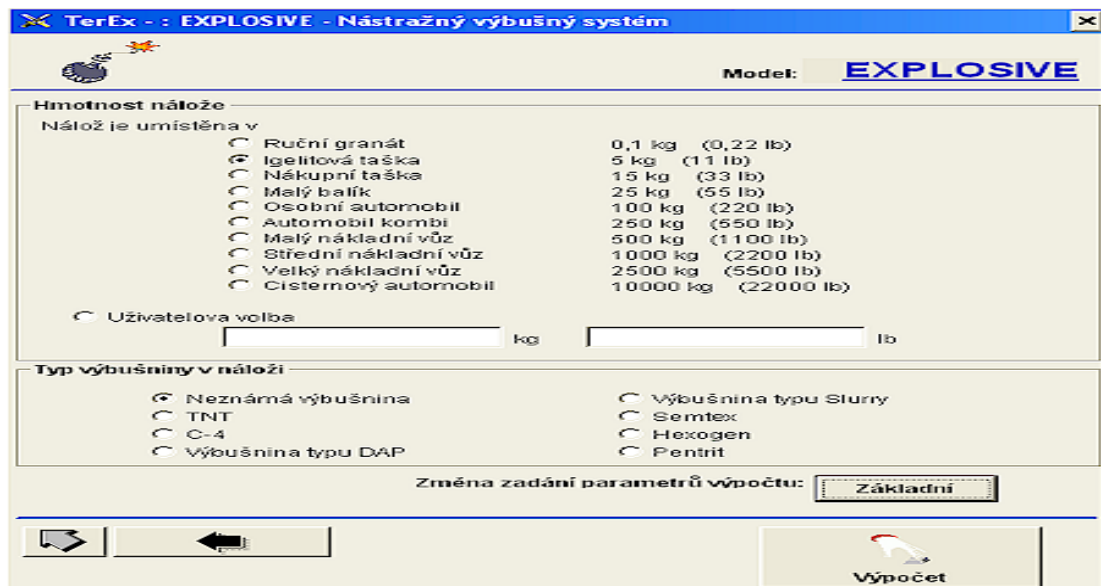 TerEx - : EXPLOSIVE - Nástražný výbušný systém
Model: EXPLOSIVE
Hmotnost nálože
Nálož je umístěna v
Ruční granát 0,1 kg (0,22 lb)
Igelitová taška 5 kg (11 lb)
Nákupní taška 15 kg (33 lb)
Malý balík 25 kg (55 lb)
Osobní automobil 100 kg (220 lb)
Automobil kombi 250 kg (550 lb)
Malý nákladní vůz 500 kg (1100 lb)
Střední nákladní vůz 1000 kg (2200 lb)
Velký nákladní vůz 2500 kg (5500 lb)
Cisternový automobil 10000 kg (22000 lb)
Uživatelova volba
kg lb
Typ výbušniny v náloži
Neznámá výbušnina Výbušnina typu Slurry
TNT Semtex
C-4 Hexogen
Výbušnina typu DAP Pentrit
Změna zadání parametrů výpočtu: Základní
Výpočet